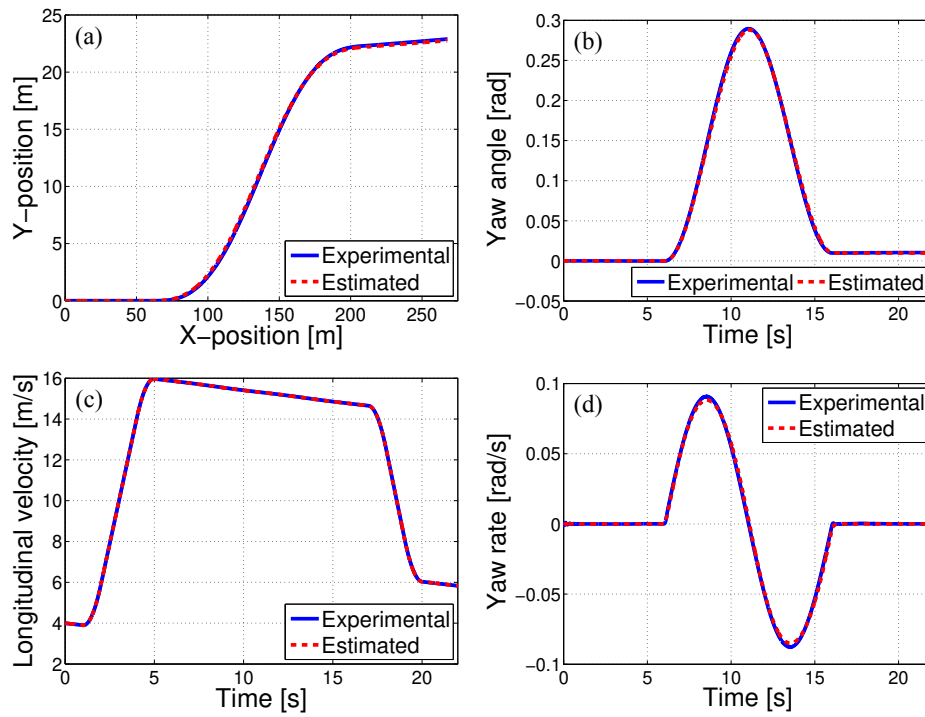 (a)
Y−position [m]
25
20
15
10
5
0
0 50 100 150 200 250
X−position [m]
Experimental
Estimated
(b)
Yaw angle [rad]
0.3
0.25
0.2
0.15
0.1
0.05
0
−0.05
0 5 10 15 20
Time [s]
Experimental Estimated
(c)
Longitudinal velocity [m/s]
16
14
12
10
8
6
4
2
0 5 10 15 20
Time [s]
Experimental
Estimated
(d)
Yaw rate [rad/s]
0.1
0.05
0
−0.05
−0.1
0 5 10 15 20
Time [s]
Experimental
Estimated